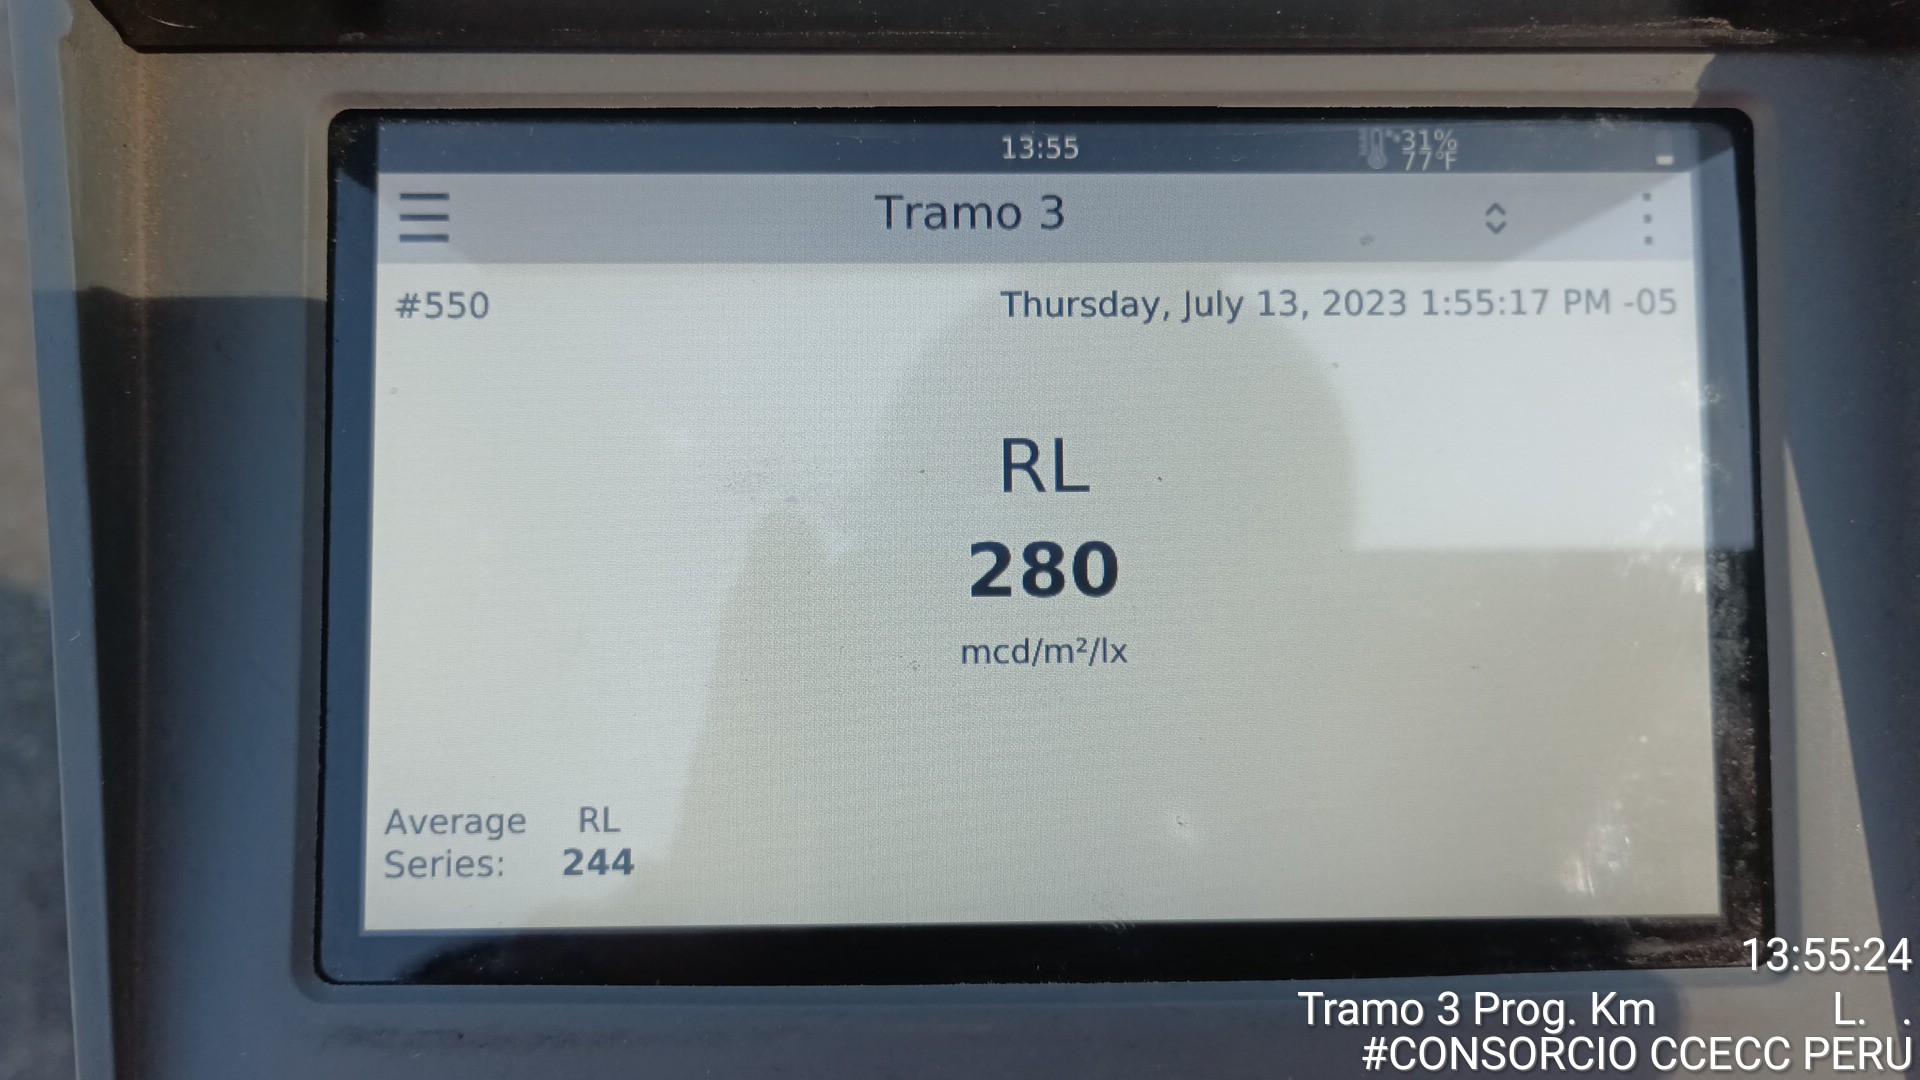 13:55
31%
77°F
Tramo 3
#550
Thursday, July 13, 2023 1:55:17 PM -05
RL
280
mcd/m²/lx
Average RL
Series: 244
13:55:24
Tramo 3 Prog. Km L. .
#CONSORCIO CCECC PERU